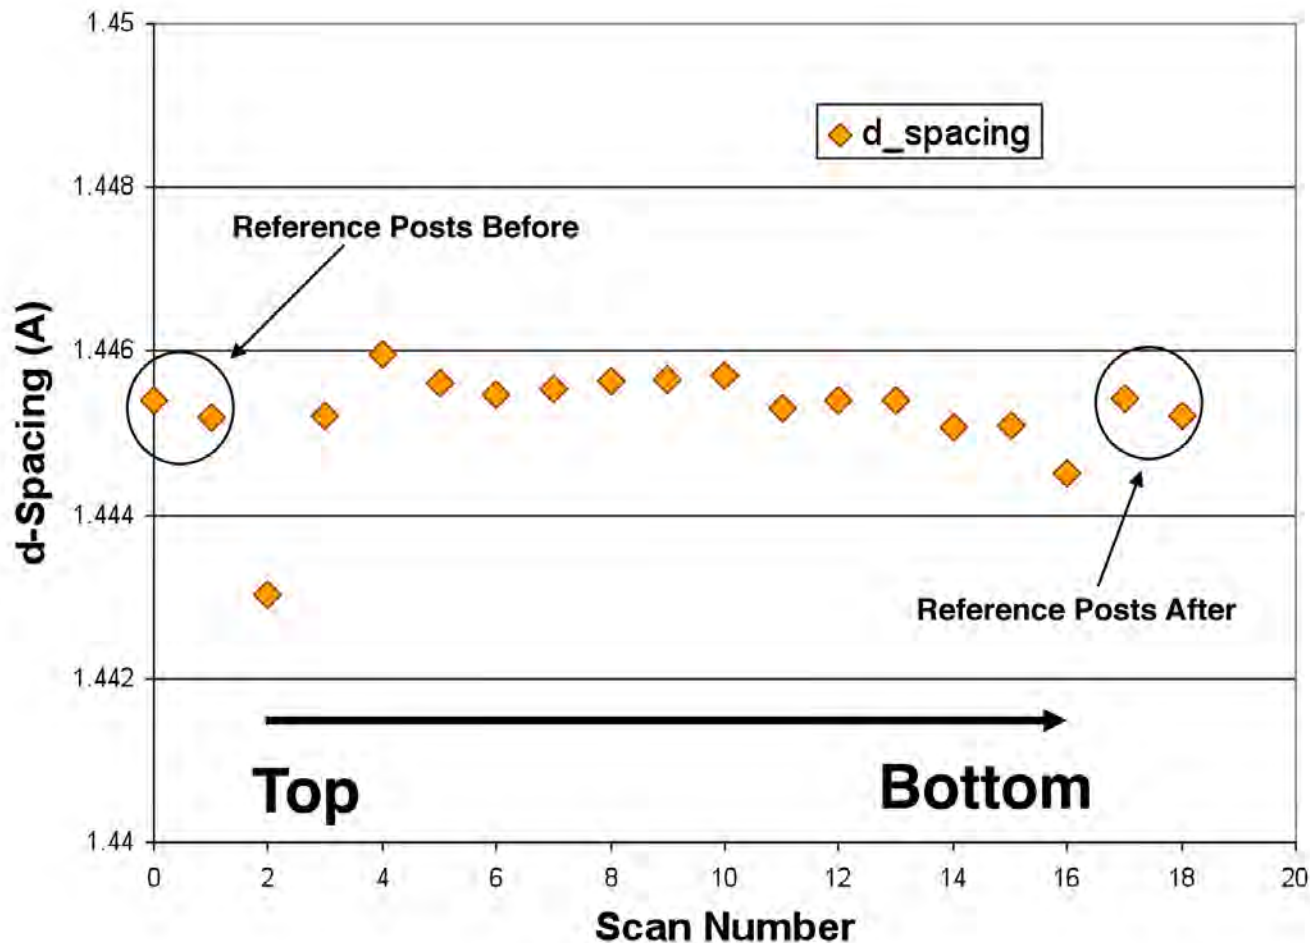 1.45
d_spacing
1.448
Reference Posts Before
1.446
d-Spacing (A)
1.444
Reference Posts After
1.442
Top
Bottom
1.44
0 2 4 6 8 10 12 14 16 18 20
Scan Number